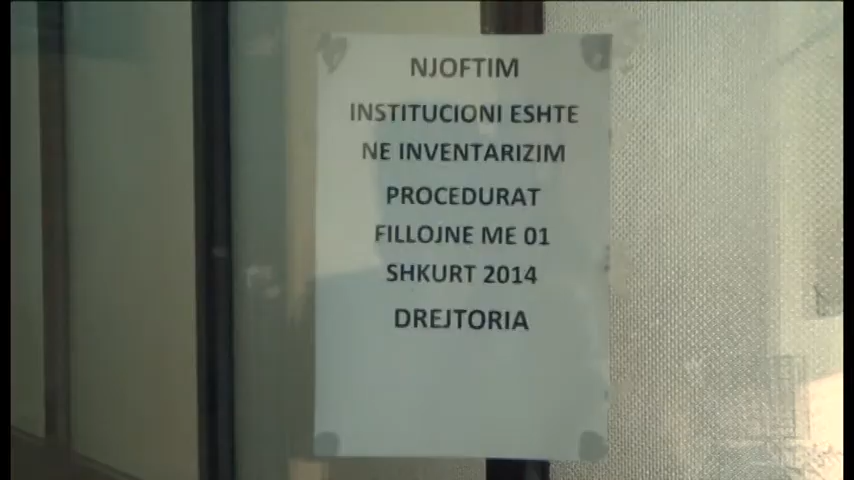 NJOFTIM
INSTITUCIONI ESHTE
NE INVENTARIZIM
PROCEDURAT
FILLOJNE ME 01
SHKURT 2014
DREJTORIA